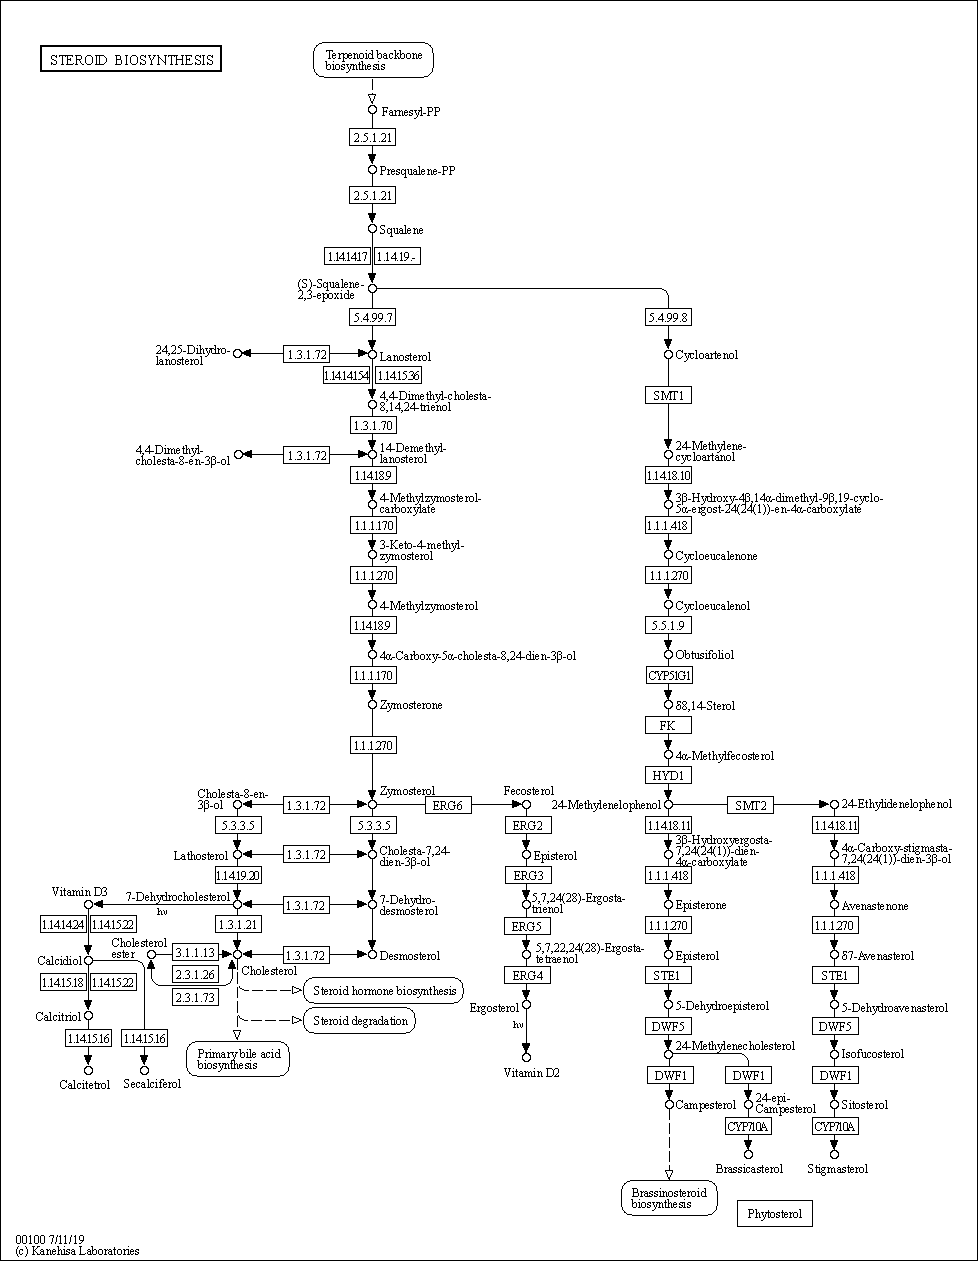 STEROID BIOSYNTHESIS
Terpenoid backbone
biosynthesis
Farnesyl-PP
2.5.1.21
Presqualene-PP
2.5.1.21
Squalene
1.14.14.17 1.14.19.-
(S)-Squalene-
2,3-epoxide
5.4.99.7 5.4.99.8
24,25-Dihydro-
lanosterol
1.3.1.72
Lanosterol
Cycloartenol
1.14.14.154 1.14.15.36
SMT1
4,4-Dimethyl-cholesta-
8,14,24-trienol
1.3.1.70
4,4-Dimethyl-
cholesta-8-en-3β-ol
1.3.1.72
14-Demethyl-
lanosterol
24-Methylene-
cycloartanol
1.14.18.9 1.14.18.10
4-Methylzymosterol-
carboxylate
3β-Hydroxy-4β,14α-dimethyl-9β,19-cyclo-
5α-ergost-24(24(1))-en-4α-carboxylate
1.1.1.170 1.1.1.418
3-Keto-4-methyl-
zymosterol
Cycloeucalenone
1.1.1.270 1.1.1.270
4-Methylzymosterol Cycloeucalenol
1.14.18.9 5.5.1.9
4α-Carboxy-5α-cholesta-8,24-dien-3β-ol Obtusifoliol
1.1.1.170 CYP51G1
Zymosterone δ8,14-Sterol
FK
1.1.1.270
4α-Methylfecosterol
HYD1
Cholesta-8-en-
3β-ol
1.3.1.72
Zymosterol
ERG6
Fecosterol
24-Methylenelophenol
SMT2
24-Ethylidenelophenol
5.3.3.5 5.3.3.5 ERG2 1.14.18.11 1.14.18.11
Lathosterol
1.3.1.72
Cholesta-7,24-
dien-3β-ol
Episterol
3β-Hydroxyergosta-
7,24(24(1))-dien-
4α-carboxylate
4α-Carboxy-stigmasta-
7,24(24(1))-dien-3β-ol
1.14.19.20 ERG3 1.1.1.418 1.1.1.418
Vitamin D3
7-Dehydrocholesterol
hν
1.3.1.72
7-Dehydro-
desmosterol
5,7,24(28)-Ergosta-
trienol
Episterone
Avenastenone
1.14.14.24 1.14.15.22 1.3.1.21 ERG5 1.1.1.270 1.1.1.270
Calcidiol
Cholesterol
ester
3.1.1.13
Cholesterol
1.3.1.72
Desmosterol
5,7,22,24(28)-Ergosta-
tetraenol
Episterol
δ7-Avenasterol
2.3.1.26
2.3.1.73
1.14.15.18 1.14.15.22 ERG4 STE1 STE1
Steroid hormone biosynthesis
Calcitriol
Steroid degradation
Ergosterol
5-Dehydroepisterol
5-Dehydroavenasterol
hν
1.14.15.16 1.14.15.16
DWF5 DWF5
Primary bile acid
biosynthesis
24-Methylenecholesterol
Isofucosterol
Calcitetrol Secalciferol
Vitamin D2
DWF1 DWF1 DWF1
Campesterol
24-epi-
Campesterol
Sitosterol
CYP710A CYP710A
Brassicasterol Stigmasterol
Brassinosteroid
biosynthesis
Phytosterol
00100 7/11/19
(c) Kanehisa Laboratories